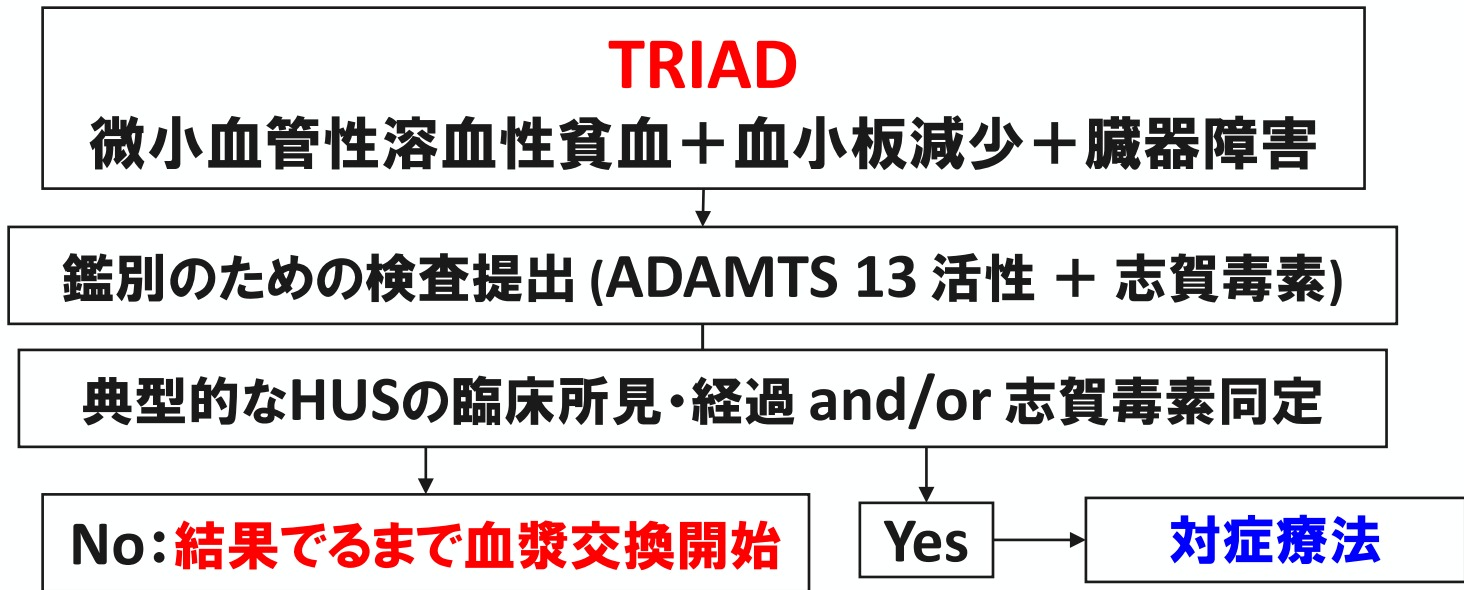 TRIAD
微小血管性溶血性貧血＋血小板減少＋臓器障害
鑑別のための検査提出 (ADAMTS 13 活性 ＋ 志賀毒素)
典型的なHUSの臨床所見・経過 and/or 志賀毒素同定
No：結果でるまで血漿交換開始
Yes
対症療法